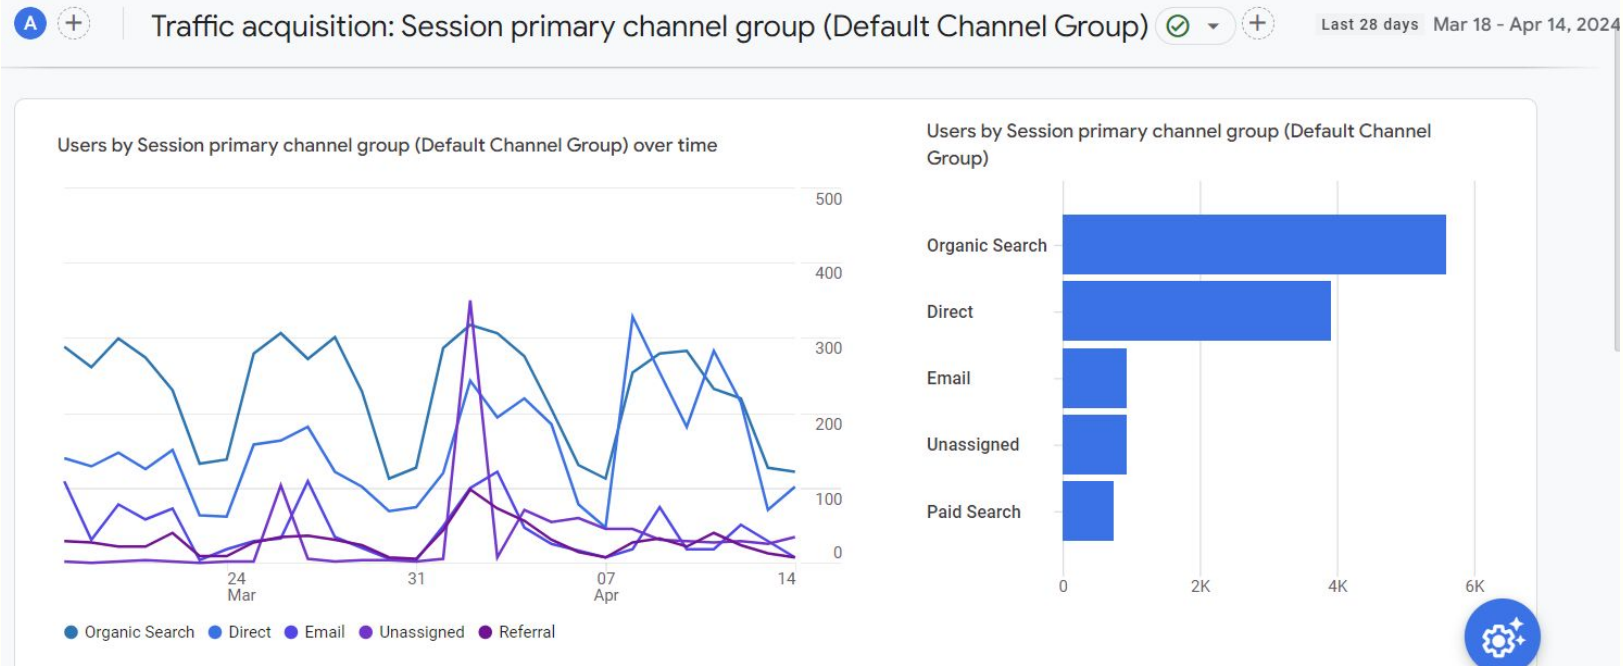 A
Traffic acquisition: Session primary channel group (Default Channel Group)
Last 28 days Mar 18 - Apr 14, 2024
Users by Session primary channel group (Default Channel Group) over time
500
400
300
200
100
0
24
Mar
31
07
Apr
14
Organic Search Direct Email Unassigned Referral
Users by Session primary channel group (Default Channel
Group)
Organic Search
Direct
Email
Unassigned
Paid Search
0 2K 4K 6K